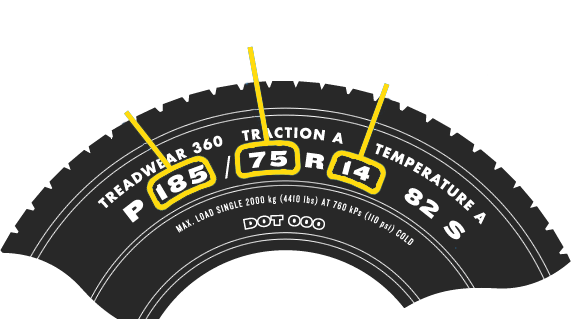 TREADWEAR 360 TRACTION A TEMPERATURE A
P 185 / 75 R 14 82 S
MAX. LOAD SINGLE 2000 kg (4410 lbs) AT 760 kPs (110 psi) COLD
DOT 000